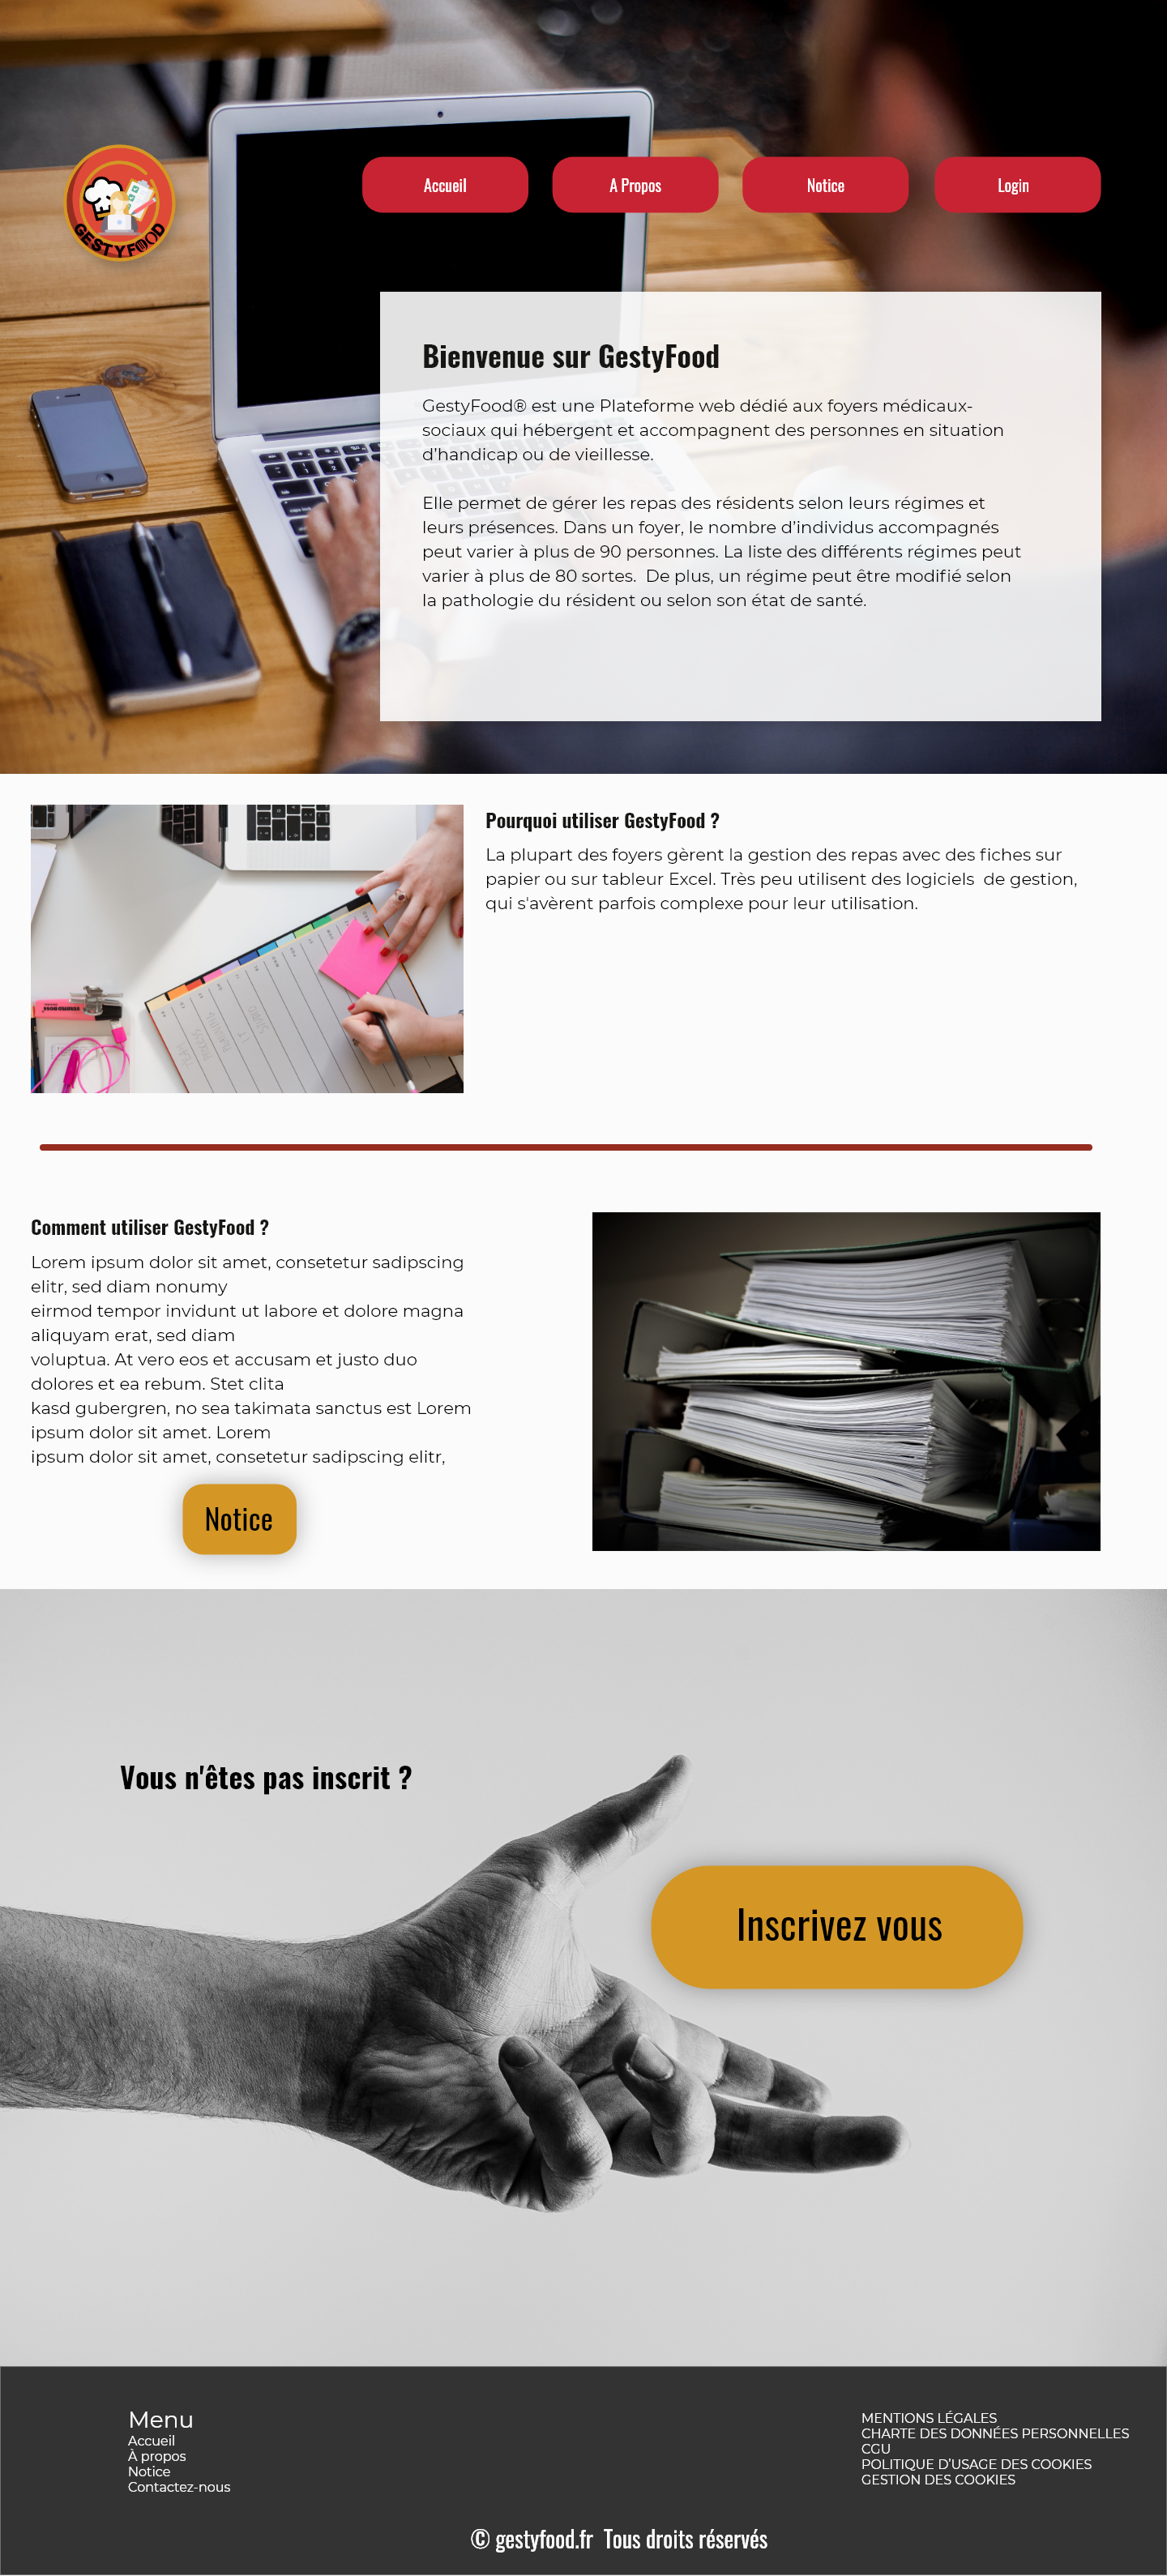 GESTYFOOD
Accueil
A Propos
Notice
Login
Bienvenue sur GestyFood
GestyFood® est une Plateforme web dédié aux foyers médicaux-
sociaux qui hébergent et accompagnent des personnes en situation
d'handicap ou de vieillesse.
Elle permet de gérer les repas des résidents selon leurs régimes et
leurs présences. Dans un foyer, le nombre d'individus accompagnés
peut varier à plus de 90 personnes. La liste des différents régimes peut
varier à plus de 80 sortes.  De plus, un régime peut être modifié selon
la pathologie du résident ou selon son état de santé.
Pourquoi utiliser GestyFood ?
La plupart des foyers gèrent la gestion des repas avec des fiches sur
papier ou sur tableur Excel. Très peu utilisent des logiciels  de gestion,
qui s'avèrent parfois complexe pour leur utilisation.
Comment utiliser GestyFood ?
Lorem ipsum dolor sit amet, consetetur sadipscing
elitr, sed diam nonumy
eirmod tempor invidunt ut labore et dolore magna
aliquyam erat, sed diam
voluptua. At vero eos et accusam et justo duo
dolores et ea rebum. Stet clita
kasd gubergren, no sea takimata sanctus est Lorem
ipsum dolor sit amet. Lorem
ipsum dolor sit amet, consetetur sadipscing elitr,
Notice
Vous n'êtes pas inscrit ?
Inscrivez vous
Menu
Accueil
À propos
Notice
Contactez-nous
MENTIONS LÉGALES
CHARTE DES DONNÉES PERSONNELLES
CGU
POLITIQUE D'USAGE DES COOKIES
GESTION DES COOKIES
© gestyfood.fr  Tous droits réservés